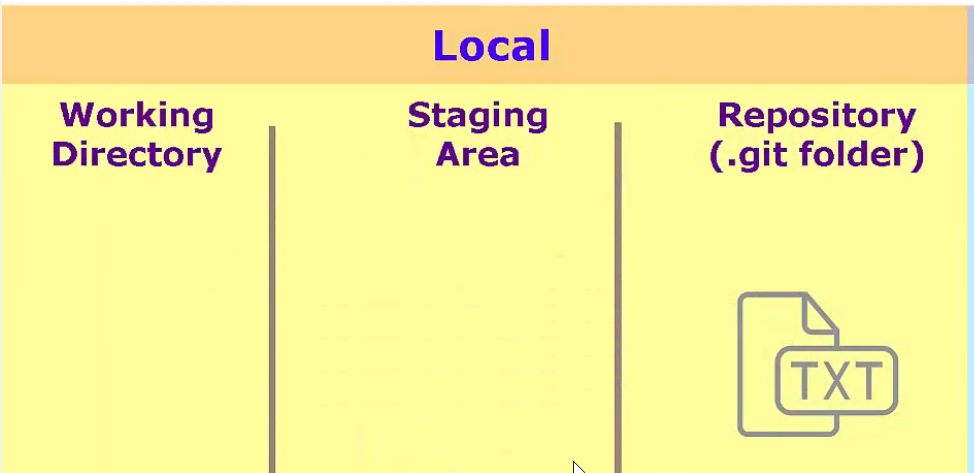 Local
Working
Directory
Staging
Area
Repository
(.git folder)
TXT